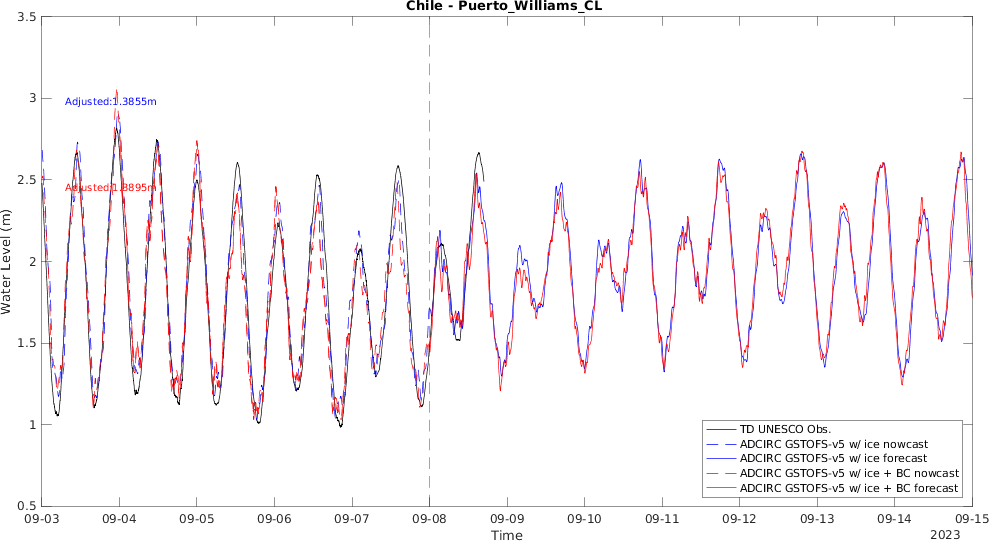 Chile - Puerto_Williams_CL
3.5
3
2.5
2
1.5
1
0.5
Water Level (m)
Adjusted:1.3855m
Adjusted:1.3895m
TD UNESCO Obs.
ADCIRC GSTOFS-v5 w/ ice nowcast
ADCIRC GSTOFS-v5 w/ ice forecast
ADCIRC GSTOFS-v5 w/ ice + BC nowcast
ADCIRC GSTOFS-v5 w/ ice + BC forecast
09-03 09-04 09-05 09-06 09-07 09-08 09-09 09-10 09-11 09-12 09-13 09-14 09-15
Time
2023